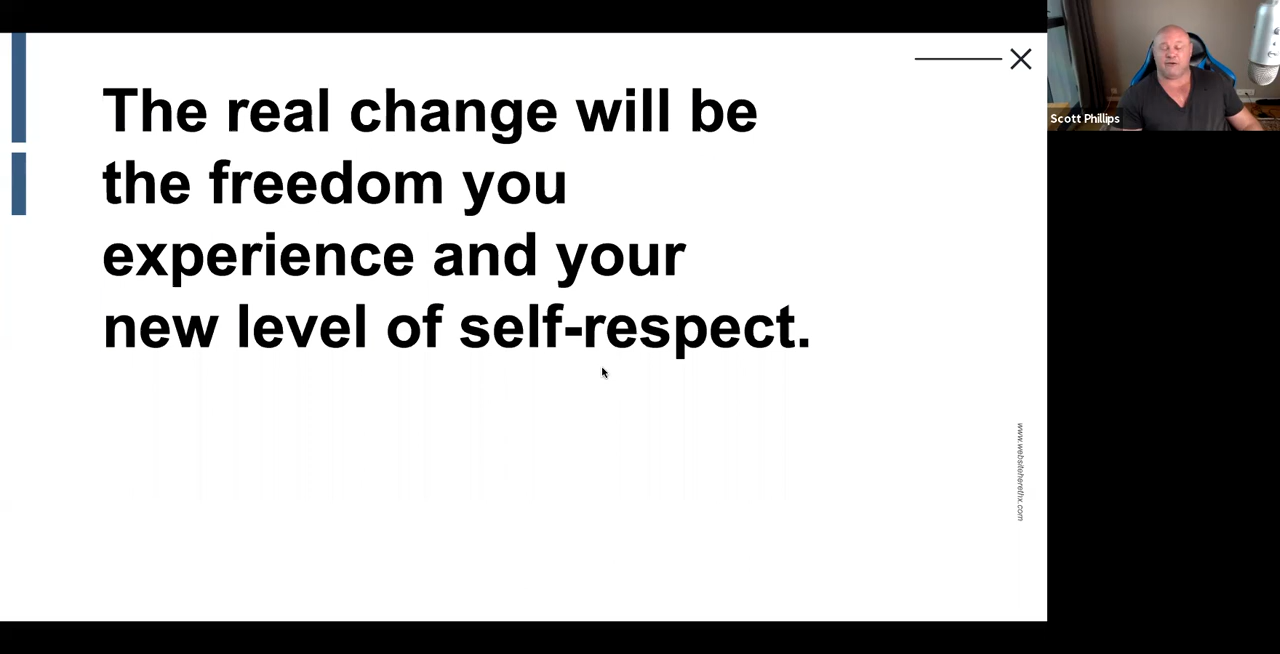 The real change will be
the freedom you
experience and your
new level of self-respect.
www.websiteherethx.com
Scott Phillips